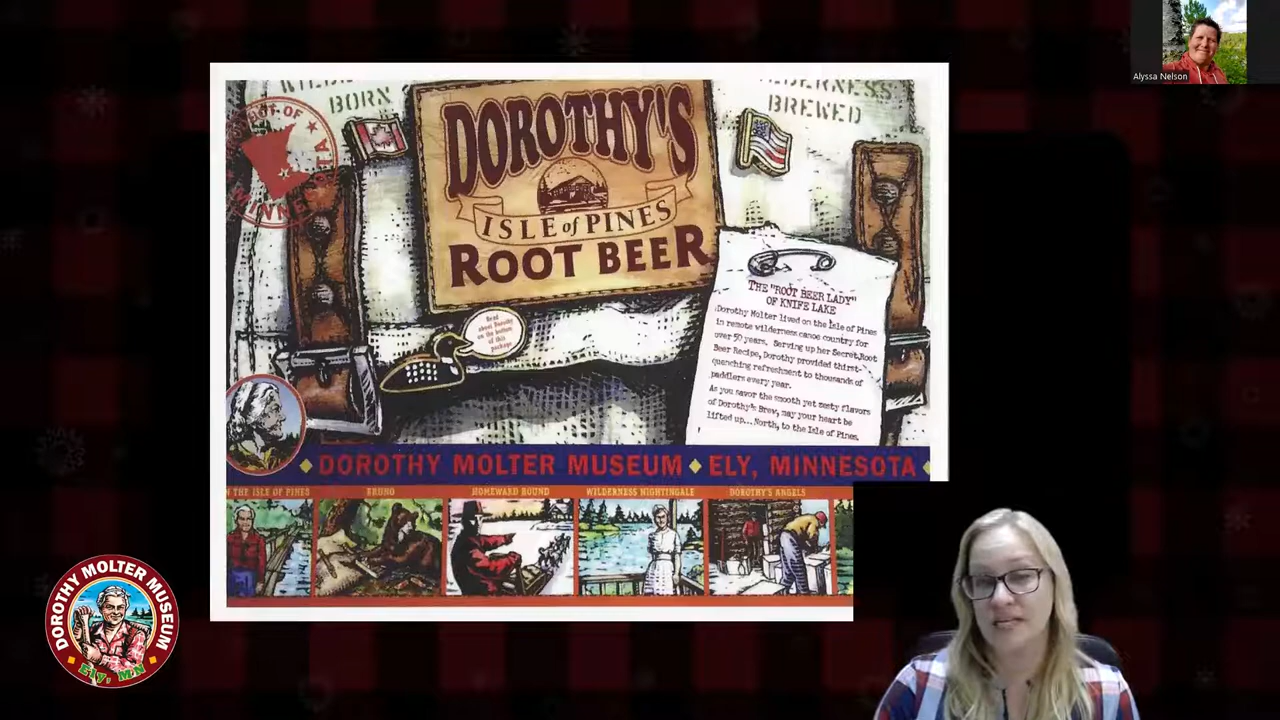 Alyssa Nelson
BORN
BREWED
MINNESOTA
DOROTHY'S
ISLE of PINES
ROOT BEER
Read
about Dorothy
on the bottom
of this
package
THE "ROOT BEER LADY"
OF KNIFE LAKE
Dorothy Molter lived on the Isle of Pines
in remote wilderness canoe country for
over 50 years. Serving up her Secret Root
Beer Recipe, Dorothy provided thirst-
quenching refreshment to thousands of
paddlers every year.
As you savor the smooth yet zesty flavors
of Dorothy's Brew, may your heart be
lifted up...North, to the Isle of Pines.
DOROTHY MOLTER MUSEUM ELY, MINNESOTA
THE ISLE OF PINES BRUNO HOMEWARD BOUND WILDERNESS NIGHTINGALE DOROTHY'S ANGELS
DOROTHY MOLTER MUSEUM
Ely, MN